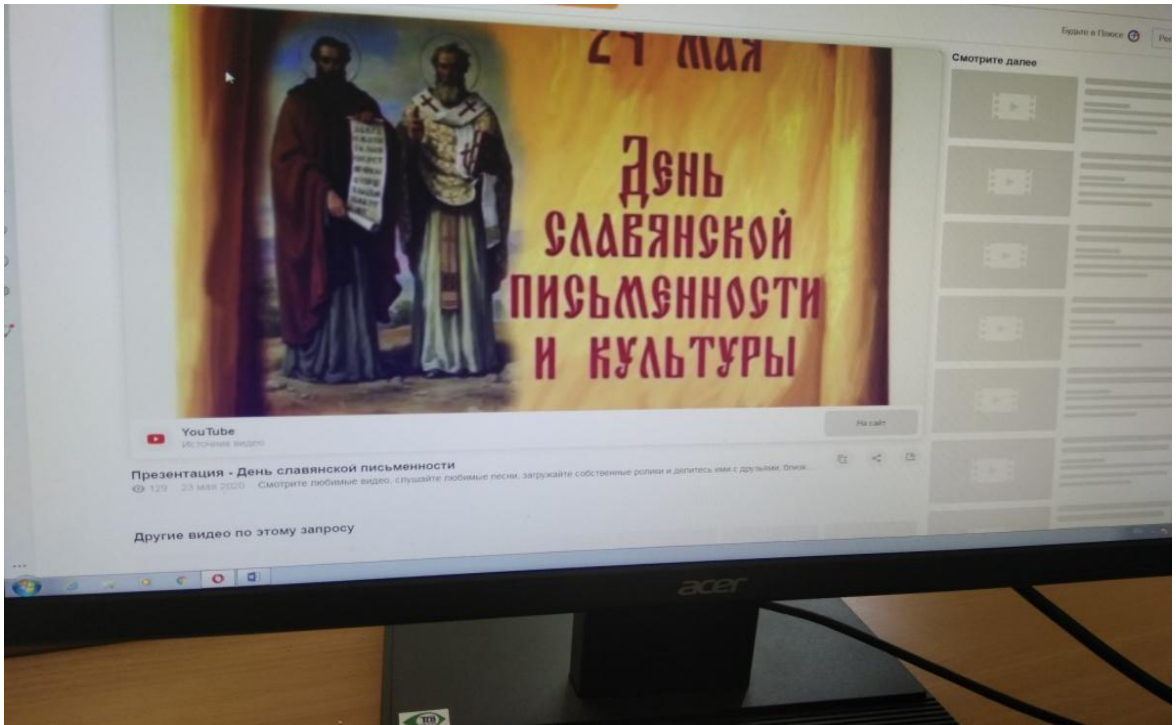 Будьте в Плюсе
24 мая
День
славянской
письменности
и культуры
Смотрите далее
YouTube
Источник видео
На сайт
Презентация - День славянской письменности
129 23 мая 2020 Смотрите любимые видео, слушайте любимые песни, загружайте собственные ролики и делитесь ими с друзьями, близк...
Другие видео по этому запросу
acer